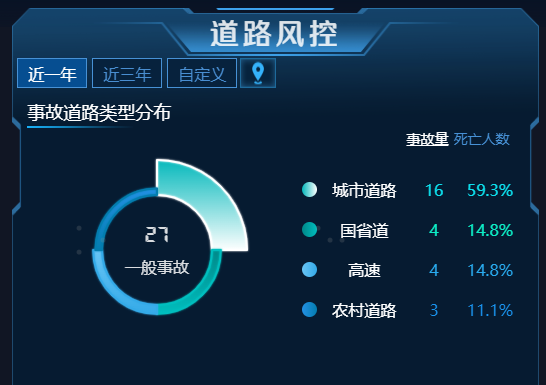 道路风控
近一年 近三年 自定义
事故道路类型分布
事故量 死亡人数
城市道路 16 59.3%
国省道 4 14.8%
27
一般事故
高速 4 14.8%
农村道路 3 11.1%